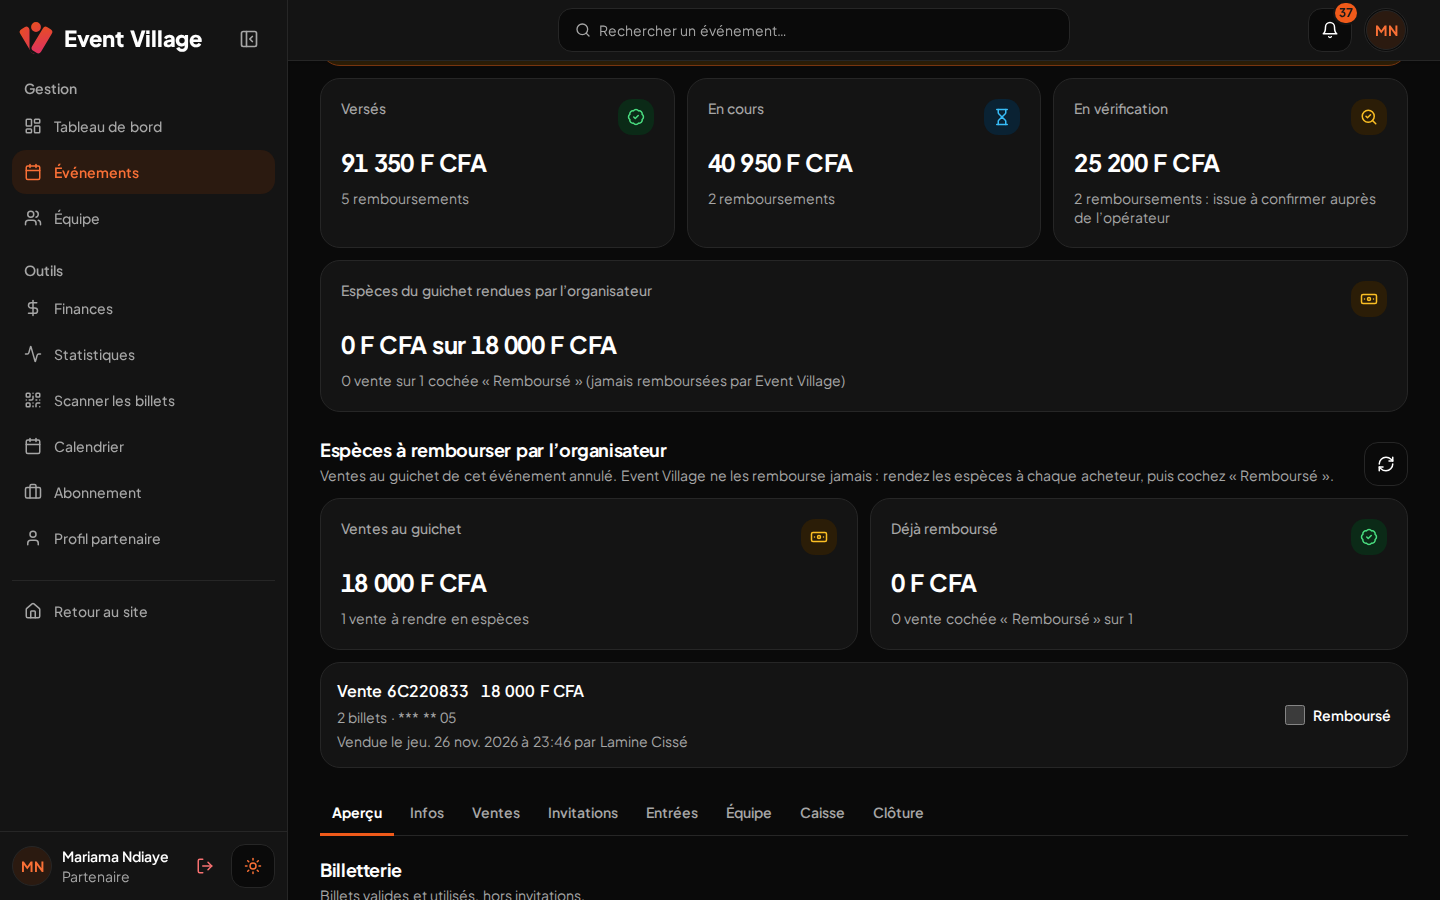 Event Village
Rechercher un événement...
37
MN
Gestion
Tableau de bord
Événements
Équipe
Outils
Finances
Statistiques
Scanner les billets
Calendrier
Abonnement
Profil partenaire
Retour au site
MN
Mariama Ndiaye
Partenaire
Versés
91 350 F CFA
5 remboursements
En cours
40 950 F CFA
2 remboursements
En vérification
25 200 F CFA
2 remboursements : issue à confirmer auprès
de l’opérateur
Espèces du guichet rendues par l’organisateur
0 F CFA sur 18 000 F CFA
0 vente sur 1 cochée « Remboursé » (jamais remboursées par Event Village)
Espèces à rembourser par l’organisateur
Ventes au guichet de cet événement annulé. Event Village ne les rembourse jamais : rendez les espèces à chaque acheteur, puis cochez « Remboursé ».
Ventes au guichet
18 000 F CFA
1 vente à rendre en espèces
Déjà remboursé
0 F CFA
0 vente cochée « Remboursé » sur 1
Vente 6C220833 18 000 F CFA
2 billets · *** ** 05
Vendue le jeu. 26 nov. 2026 à 23:46 par Lamine Cissé
Remboursé
Aperçu Infos Ventes Invitations Entrées Équipe Caisse Clôture
Billetterie
Billets valides et utilisés, hors invitations.